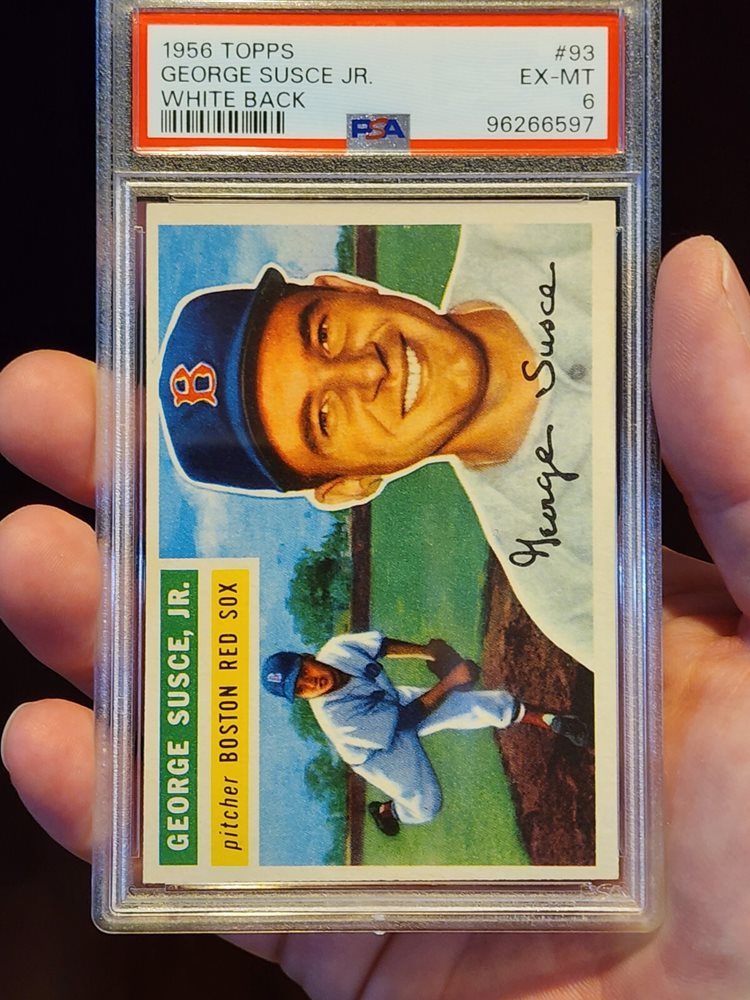 1956 TOPPS #93
GEORGE SUSCE JR. EX-MT
WHITE BACK 6
PSA 96266597
B
George Susce
GEORGE SUSCE, JR.
pitcher BOSTON RED SOX
B